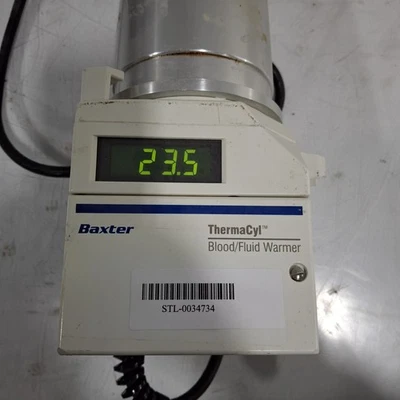 23.5
Baxter
ThermaCyl™
Blood/Fluid Warmer
STL-0034734